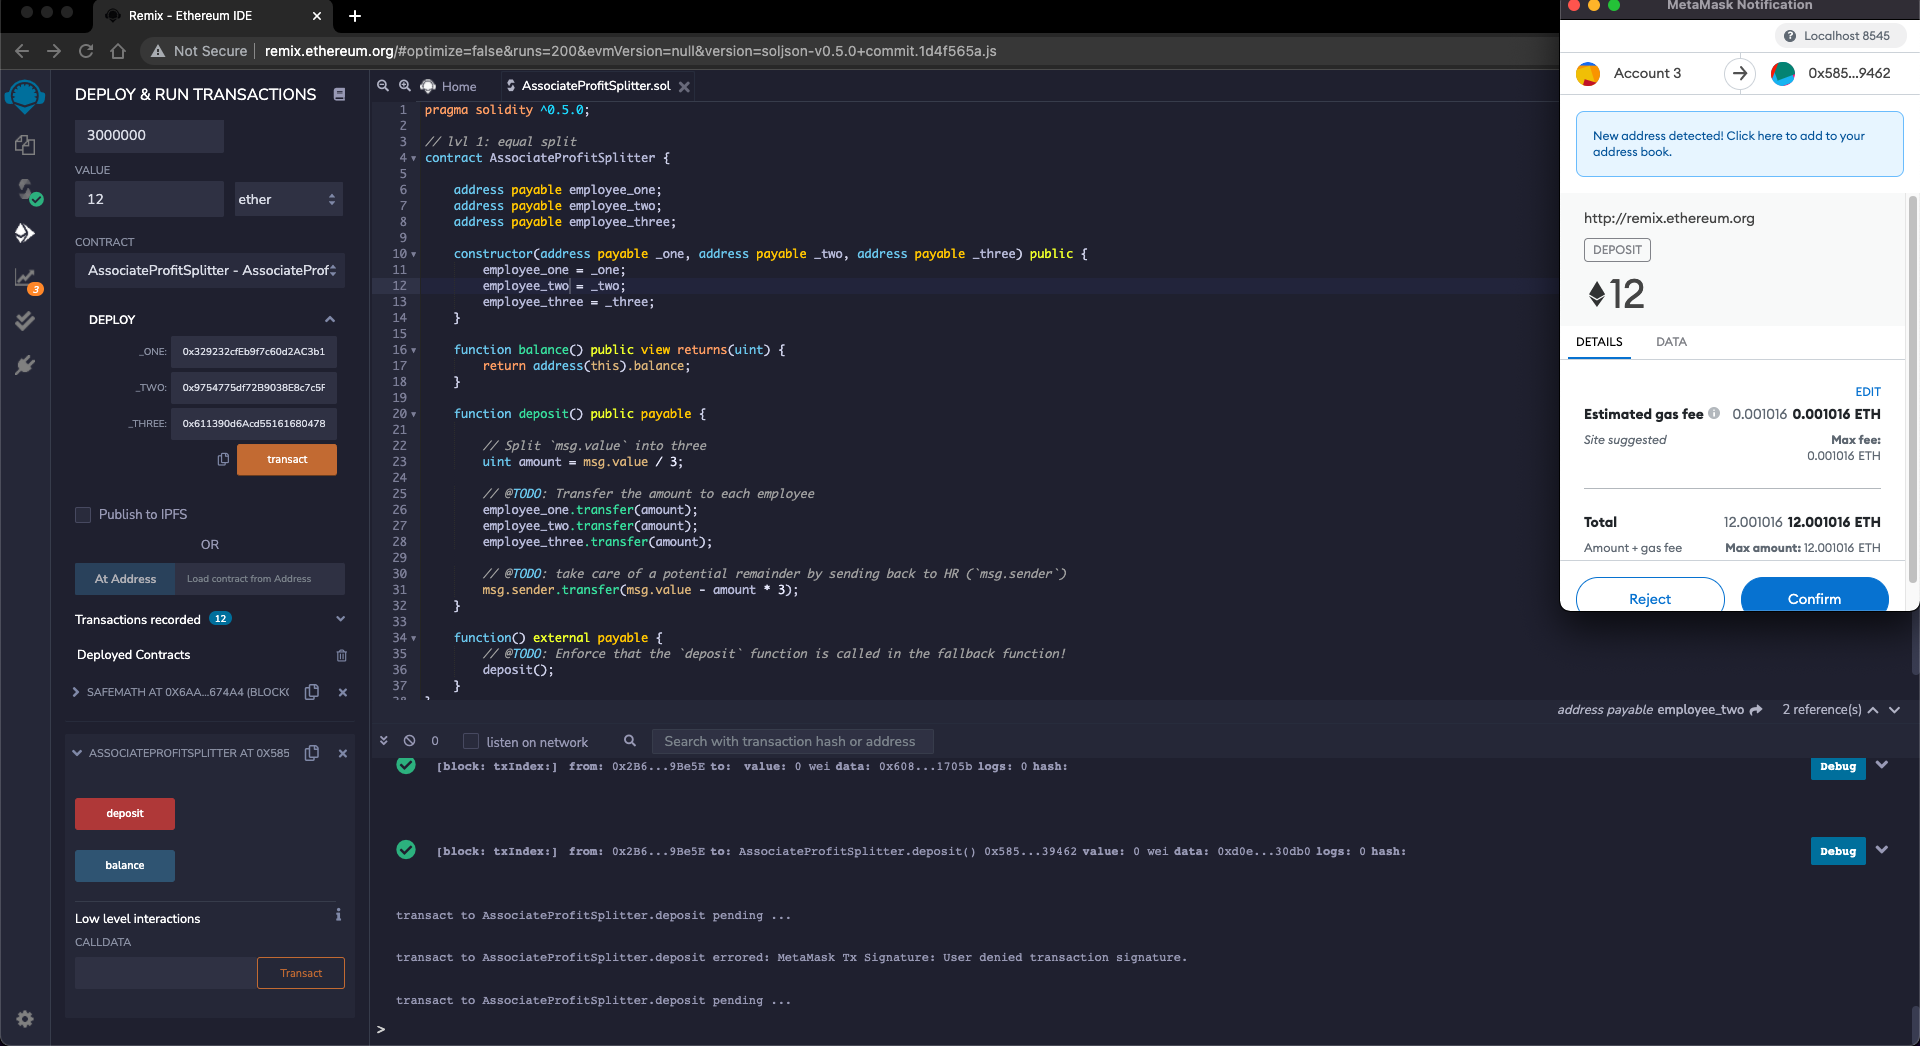 Remix - Ethereum IDE
Not Secure
remix.ethereum.org/#optimize=false&runs=200&evmVersion=null&version=soljson-v0.5.0+commit.1d4f565a.js
DEPLOY & RUN TRANSACTIONS
3000000
VALUE
12
ether
CONTRACT
AssociateProfitSplitter - AssociateProf
3
DEPLOY
_ONE:
0x329232cfEb9f7c60d2AC3b1
_TWO:
0x9754775df72B9038E8c7c5F
_THREE:
0x611390d6Acd55161680478
transact
Publish to IPFS
OR
At Address
Load contract from Address
Transactions recorded 12
Deployed Contracts
SAFEMATH AT 0X6AA...674A4 (BLOCKC
ASSOCIATEPROFITSPLITTER AT 0X585
deposit
balance
Low level interactions
CALLDATA
Transact
Home
AssociateProfitSplitter.sol
1 pragma solidity ^0.5.0;
2
3 // lvl 1: equal split
4 contract AssociateProfitSplitter {
5
6 address payable employee_one;
7 address payable employee_two;
8 address payable employee_three;
9
10 constructor(address payable _one, address payable _two, address payable _three) public {
11 employee_one = _one;
12 employee_two = _two;
13 employee_three = _three;
14 }
15
16 function balance() public view returns(uint) {
17 return address(this).balance;
18 }
19
20 function deposit() public payable {
21
22 // Split `msg.value` into three
23 uint amount = msg.value / 3;
24
25 // @TODO: Transfer the amount to each employee
26 employee_one.transfer(amount);
27 employee_two.transfer(amount);
28 employee_three.transfer(amount);
29
30 // @TODO: take care of a potential remainder by sending back to HR (`msg.sender`)
31 msg.sender.transfer(msg.value - amount * 3);
32 }
33
34 function() external payable {
35 // @TODO: Enforce that the `deposit` function is called in the fallback function!
36 deposit();
37 }
address payable employee_two 2 reference(s)
0
listen on network
Search with transaction hash or address
[block: txIndex:] from: 0x2B6...9Be5E to: value: 0 wei data: 0x608...1705b logs: 0 hash:
Debug
[block: txIndex:] from: 0x2B6...9Be5E to: AssociateProfitSplitter.deposit() 0x585...39462 value: 0 wei data: 0xd0e...30db0 logs: 0 hash:
Debug
transact to AssociateProfitSplitter.deposit pending ...
transact to AssociateProfitSplitter.deposit errored: MetaMask Tx Signature: User denied transaction signature.
transact to AssociateProfitSplitter.deposit pending ...
>
MetaMask Notification
Localhost 8545
Account 3
0x585...9462
New address detected! Click here to add to your
address book.
http://remix.ethereum.org
DEPOSIT
12
DETAILS
DATA
EDIT
Estimated gas fee 0.001016 0.001016 ETH
Site suggested Max fee:
0.001016 ETH
Total 12.001016 12.001016 ETH
Amount + gas fee Max amount: 12.001016 ETH
Reject
Confirm